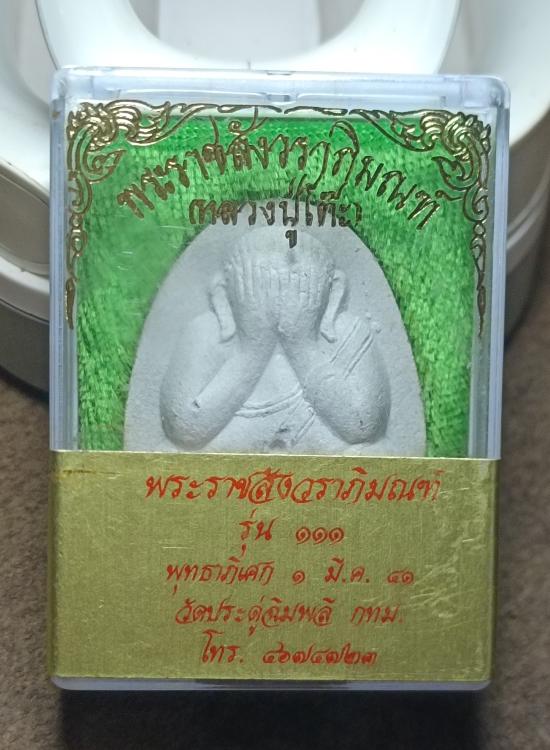 พระราชสังวราภิมณฑ์
(หลวงปู่โต๊ะ)
พระราชสังวราภิมณฑ์
รุ่น ๑๑๑
พุทธาภิเศก ๑ มี.ค. ๔๑
วัดประดู่ฉิมพลี กทม.
โทร. ๔๖๗๔๗๒๓